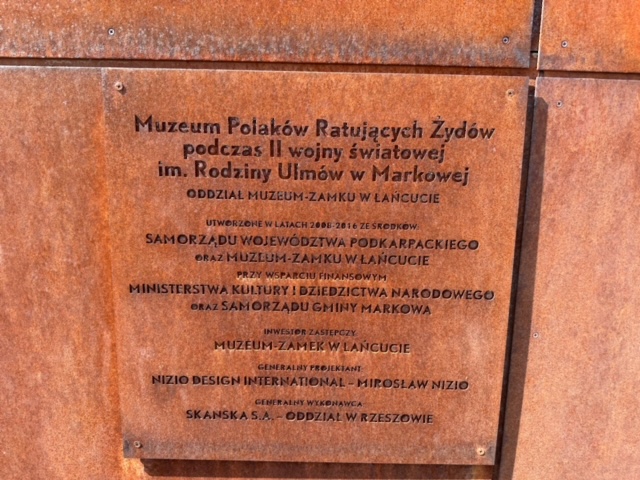 Muzeum Polaków Ratujących Żydów
podczas II wojny światowej
im. Rodziny Ulmów w Markowej
ODDZIAŁ MUZEUM-ZAMKU W ŁAŃCUCIE
UTWORZONE W LATACH 2008-2016 ZE ŚRODKÓW:
SAMORZĄDU WOJEWÓDZTWA PODKARPACKIEGO
ORAZ MUZEUM-ZAMKU W ŁAŃCUCIE
PRZY WSPARCIU FINANSOWYM
MINISTERSTWA KULTURY I DZIEDZICTWA NARODOWEGO
ORAZ SAMORZĄDU GMINY MARKOWA
INWESTOR ZASTĘPCZY
MUZEUM-ZAMEK W ŁAŃCUCIE
GENERALNY PROJEKTANT
NIZIO DESIGN INTERNATIONAL - MIROSŁAW NIZIO
GENERALNY WYKONAWCA
SKANSKA S.A. - ODDZIAŁ W RZESZOWIE